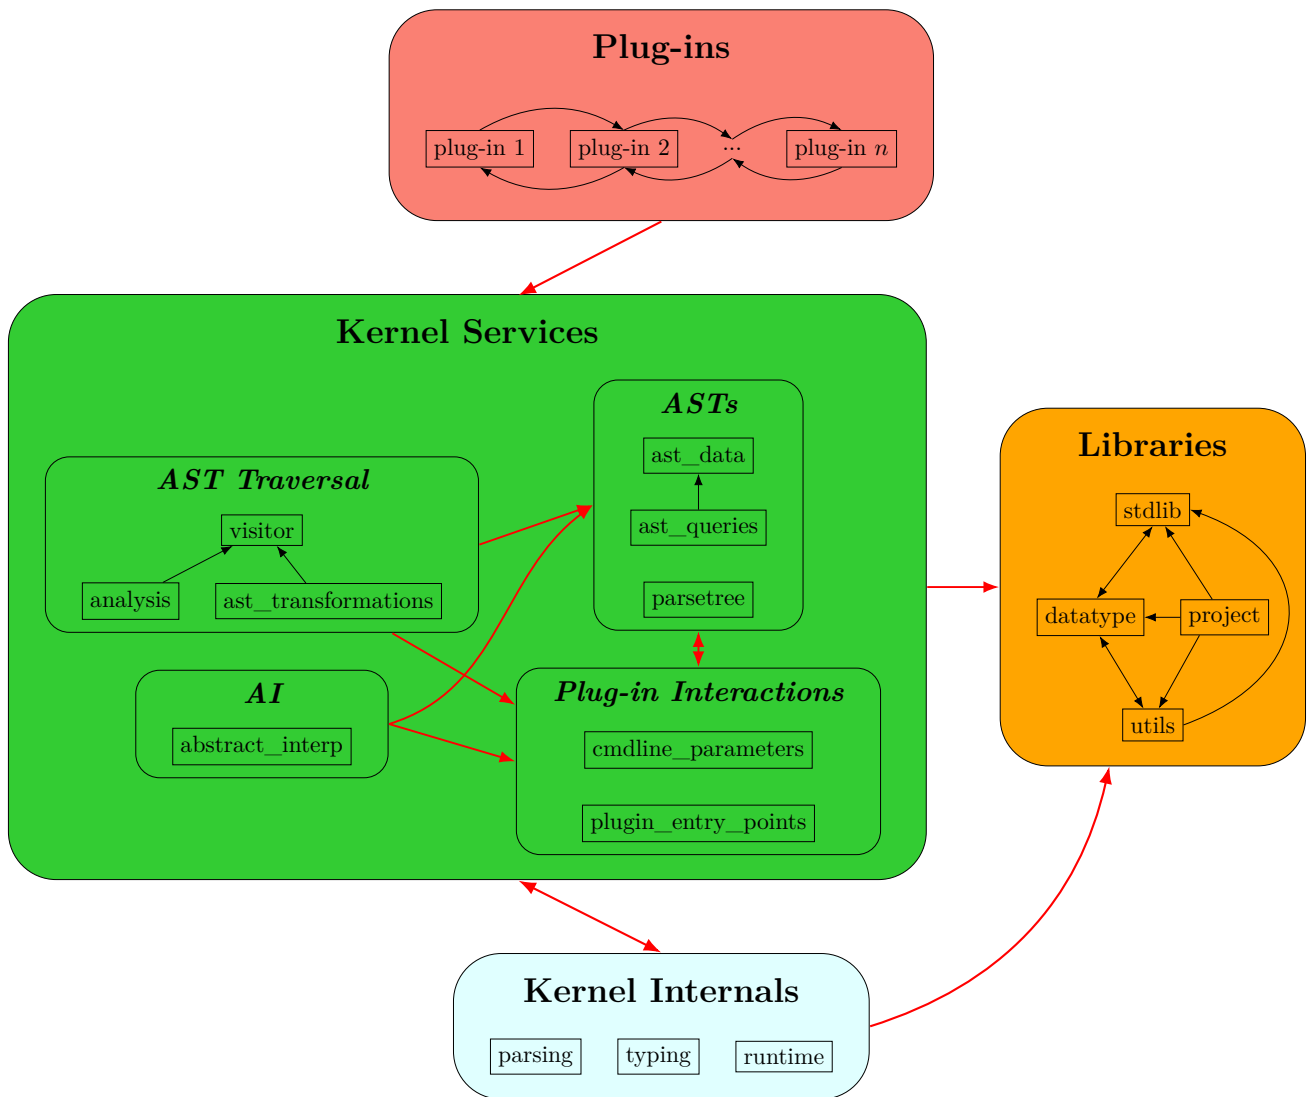 Plug-ins
plug-in 1
plug-in 2
...
plug-in n
Kernel Services
ASTs
ast_data
ast_queries
parsetree
AST Traversal
visitor
analysis
ast_transformations
AI
abstract_interp
Plug-in Interactions
cmdline_parameters
plugin_entry_points
Libraries
stdlib
datatype
project
utils
Kernel Internals
parsing
typing
runtime